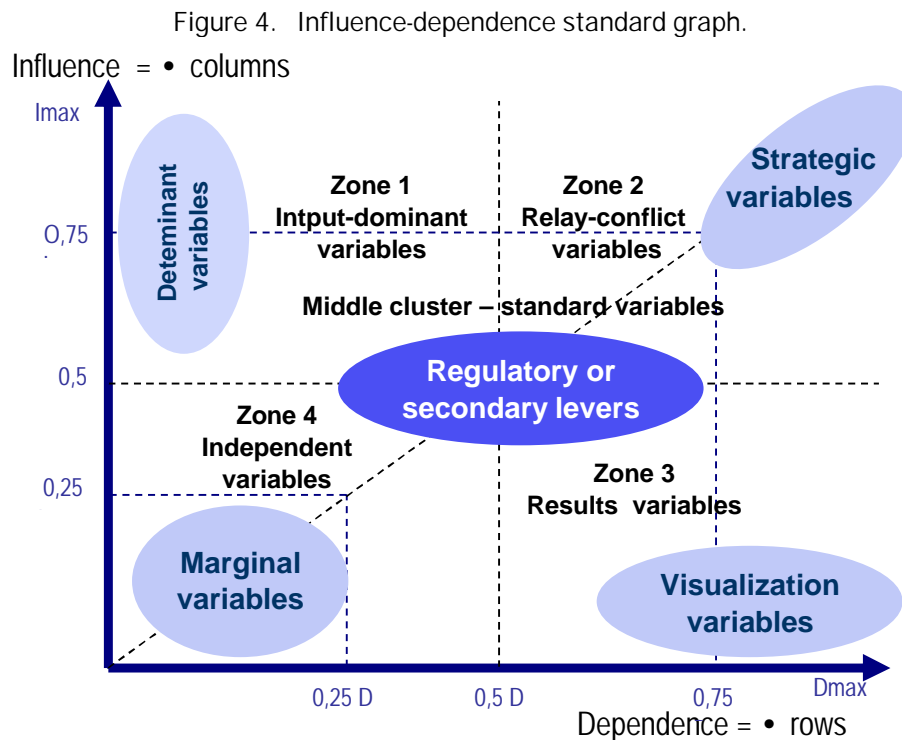 Figure 4. Influence-dependence standard graph.
Influence = • columns
Imax
Determinant
variables
Zone 1
Intput-dominant
variables
Zone 2
Relay-conflict
variables
Strategic
variables
O,75
Middle cluster – standard variables
0,5
Regulatory or
secondary levers
Zone 4
Independent
variables
0,25
Zone 3
Results variables
Marginal
variables
Visualization
variables
0,25 D
0,5 D
0,75
Dmax
Dependence = • rows